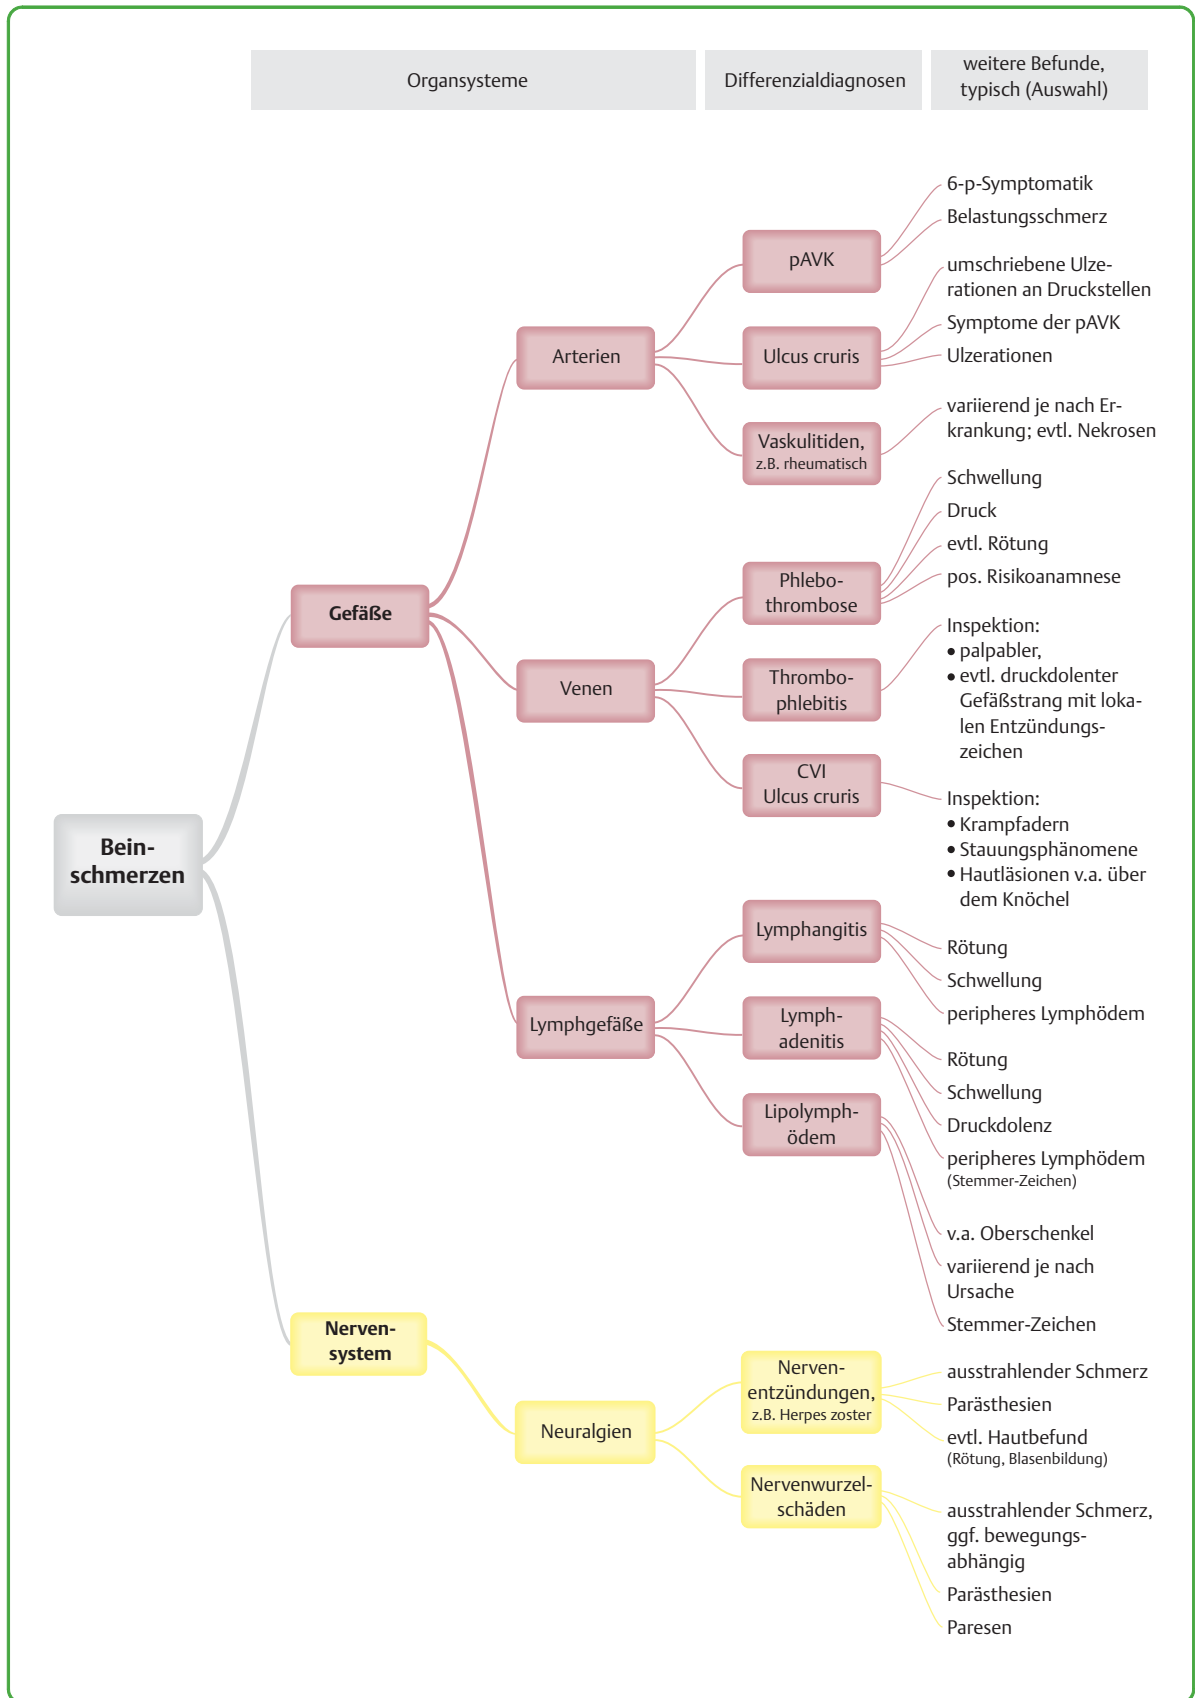 Organsysteme
Differenzialdiagnosen
weitere Befunde,
typisch (Auswahl)
Bein-
schmerzen
Gefäße
Arterien
pAVK
6-p-Symptomatik
Belastungsschmerz
Ulcus cruris
umschriebene Ulze-
rationen an Druckstellen
Symptome der pAVK
Ulzerationen
Vaskulitiden,
z.B. rheumatisch
variierend je nach Er-
krankung; evtl. Nekrosen
Venen
Phlebo-
thrombose
Schwellung
Druck
evtl. Rötung
pos. Risikoanamnese
Thrombo-
phlebitis
Inspektion:
• palpabler,
• evtl. druckdolenter
Gefäßstrang mit loka-
len Entzündungs-
zeichen
CVI
Ulcus cruris
Inspektion:
• Krampfadern
• Stauungsphänomene
• Hautläsionen v.a. über
dem Knöchel
Lymphgefäße
Lymphangitis
Rötung
Schwellung
peripheres Lymphödem
Lymph-
adenitis
Rötung
Schwellung
Druckdolenz
peripheres Lymphödem
(Stemmer-Zeichen)
Lipolymph-
ödem
v.a. Oberschenkel
variierend je nach
Ursache
Stemmer-Zeichen
Nerven-
system
Neuralgien
Nerven-
entzündungen,
z.B. Herpes zoster
ausstrahlender Schmerz
Parästhesien
evtl. Hautbefund
(Rötung, Blasenbildung)
Nervenwurzel-
schäden
ausstrahlender Schmerz,
ggf. bewegungs-
abhängig
Parästhesien
Paresen